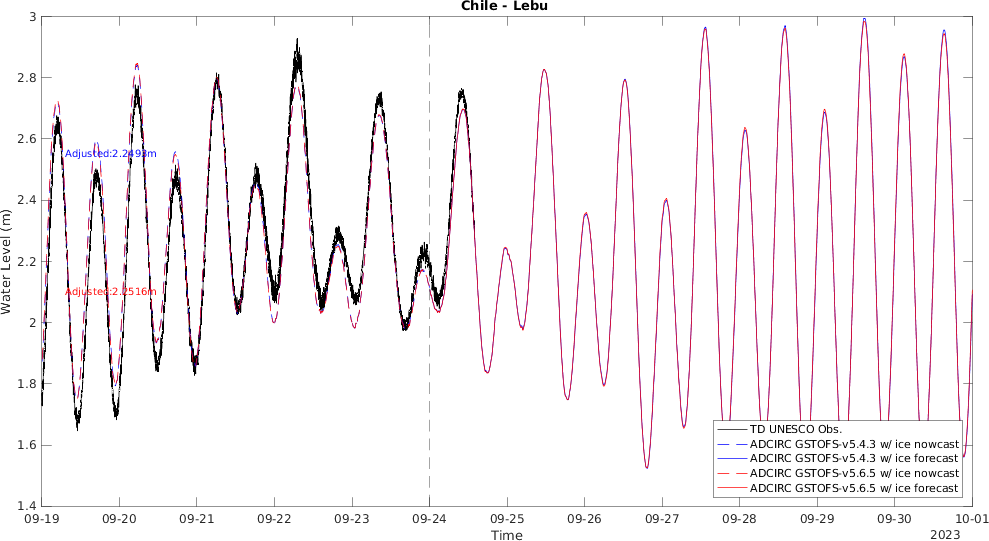 Chile - Lebu
3
2.8
2.6
2.4
2.2
2
1.8
1.6
1.4
Water Level (m)
Adjusted:2.2493m
Adjusted:2.2516m
TD UNESCO Obs.
ADCIRC GSTOFS-v5.4.3 w/ ice nowcast
ADCIRC GSTOFS-v5.4.3 w/ ice forecast
ADCIRC GSTOFS-v5.6.5 w/ ice nowcast
ADCIRC GSTOFS-v5.6.5 w/ ice forecast
09-19 09-20 09-21 09-22 09-23 09-24 09-25 09-26 09-27 09-28 09-29 09-30 10-01
2023
Time